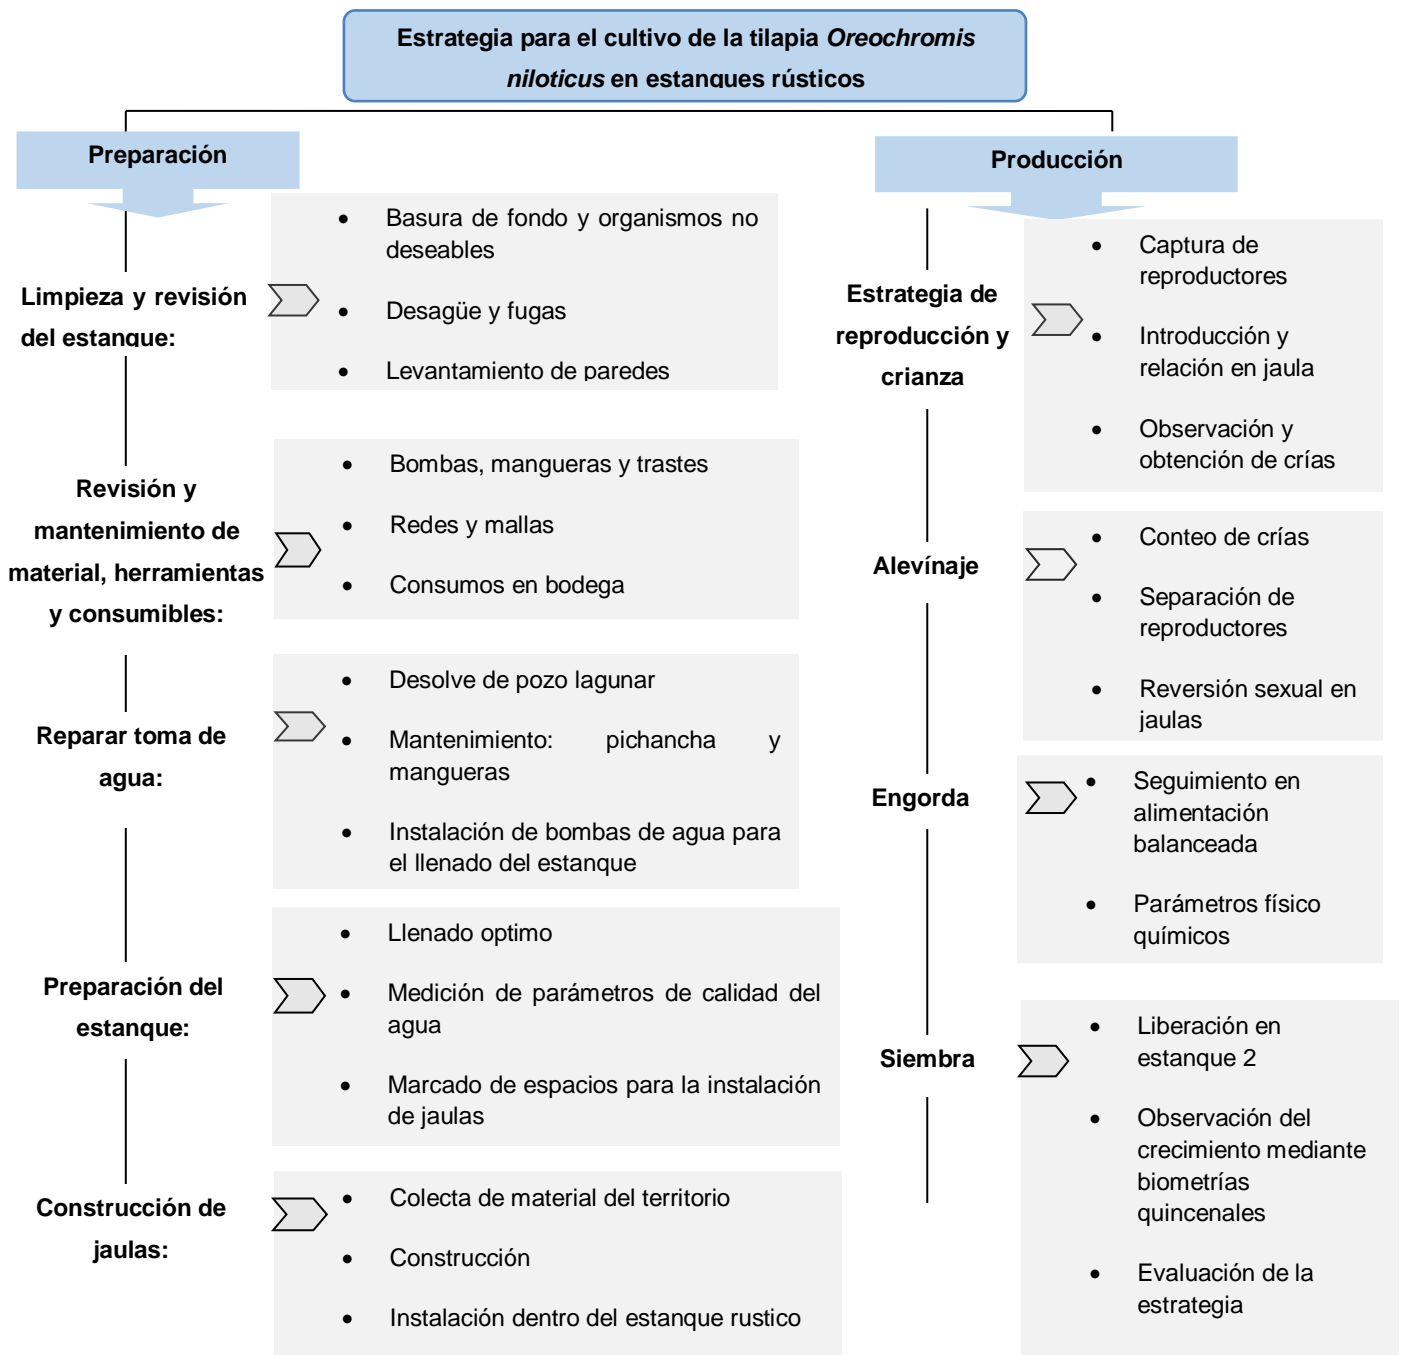 Estrategia para el cultivo de la tilapia Oreochromis
niloticus en estanques rústicos
Preparación
Limpieza y revisión
del estanque:
Basura de fondo y organismos no
deseables
Desagüe y fugas
Levantamiento de paredes
Revisión y
mantenimiento de
material, herramientas
y consumibles:
Bombas, mangueras y trastes
Redes y mallas
Consumos en bodega
Reparar toma de
agua:
Desolve de pozo lagunar
Mantenimiento: pichancha y
mangueras
Instalación de bombas de agua para
el llenado del estanque
Preparación del
estanque:
Llenado optimo
Medición de parámetros de calidad del
agua
Marcado de espacios para la instalación
de jaulas
Construcción de
jaulas:
Colecta de material del territorio
Construcción
Instalación dentro del estanque rustico
Producción
Estrategia de
reproducción y
crianza
Captura de
reproductores
Introducción y
relación en jaula
Observación y
obtención de crías
Alevínaje
Conteo de crías
Separación de
reproductores
Reversión sexual en
jaulas
Engorda
Seguimiento en
alimentación
balanceada
Parámetros físico
químicos
Siembra
Liberación en
estanque 2
Observación del
crecimiento mediante
biometrías
quincenales
Evaluación de la
estrategia